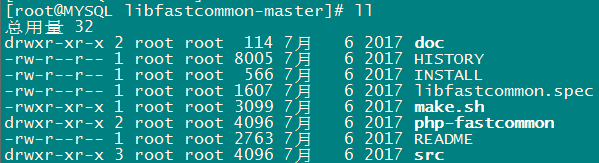 [root@MYSQL libfastcommon-master]# ll
总用量 32
drwxr-xr-x 2 root root  114 7月   6 2017 doc
-rw-r--r-- 1 root root 8005 7月   6 2017 HISTORY
-rw-r--r-- 1 root root  566 7月   6 2017 INSTALL
-rw-r--r-- 1 root root 1607 7月   6 2017 libfastcommon.spec
-rwxr-xr-x 1 root root 3099 7月   6 2017 make.sh
drwxr-xr-x 2 root root 4096 7月   6 2017 php-fastcommon
-rw-r--r-- 1 root root 2763 7月   6 2017 README
drwxr-xr-x 3 root root 4096 7月   6 2017 src